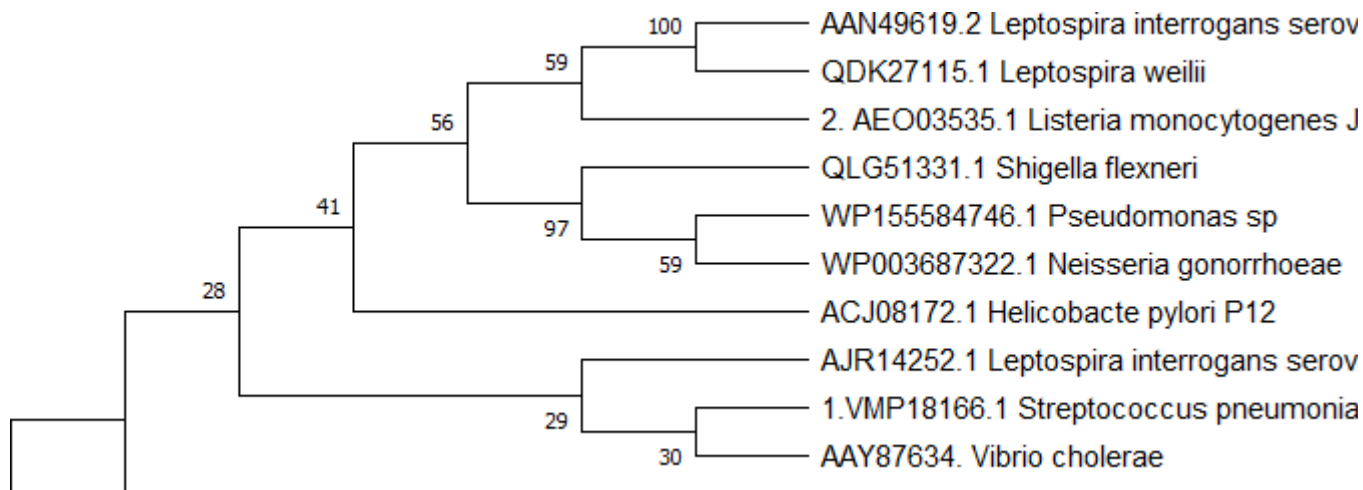 100
AAN49619.2 Leptospira interrogans serov
59
QDK27115.1 Leptospira weilii
56
2. AEO03535.1 Listeria monocytogenes J
QLG51331.1 Shigella flexneri
41
97
WP155584746.1 Pseudomonas sp
59
WP003687322.1 Neisseria gonorrhoeae
28
ACJ08172.1 Helicobacte pylori P12
AJR14252.1 Leptospira interrogans serov
29
1.VMP18166.1 Streptococcus pneumonia
30
AAY87634. Vibrio cholerae